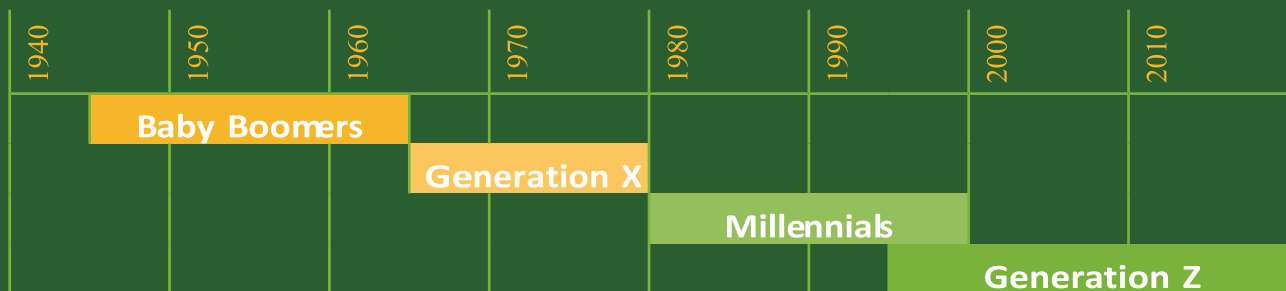 1940
1950
1960
1970
1980
1990
2000
2010
Baby Boomers
Generation X
Millennials
Generation Z